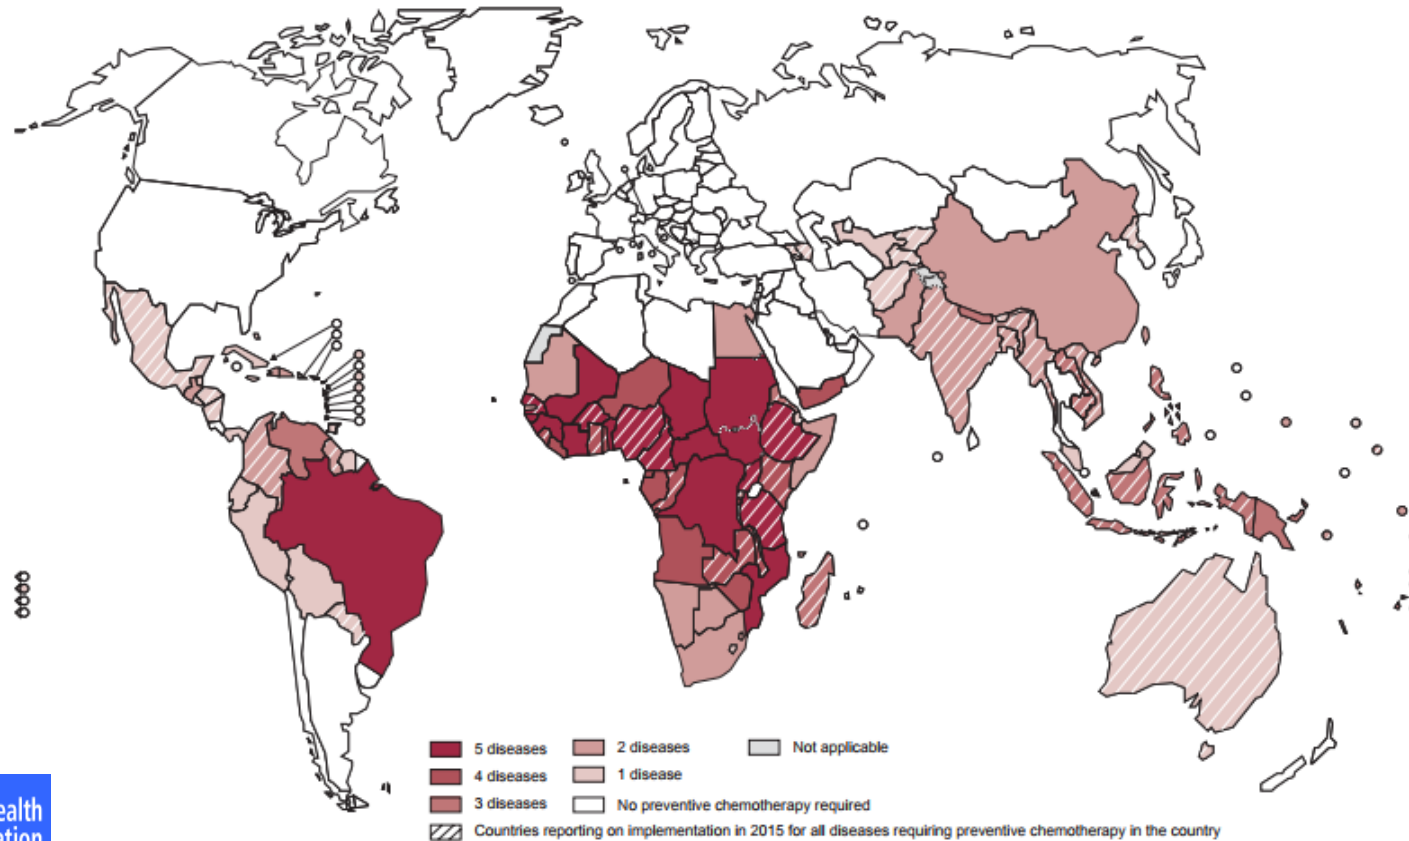 5 diseases
2 diseases
Not applicable
4 diseases
1 disease
3 diseases
No preventive chemotherapy required
Countries reporting on implementation in 2015 for all diseases requiring preventive chemotherapy in the country
ealth